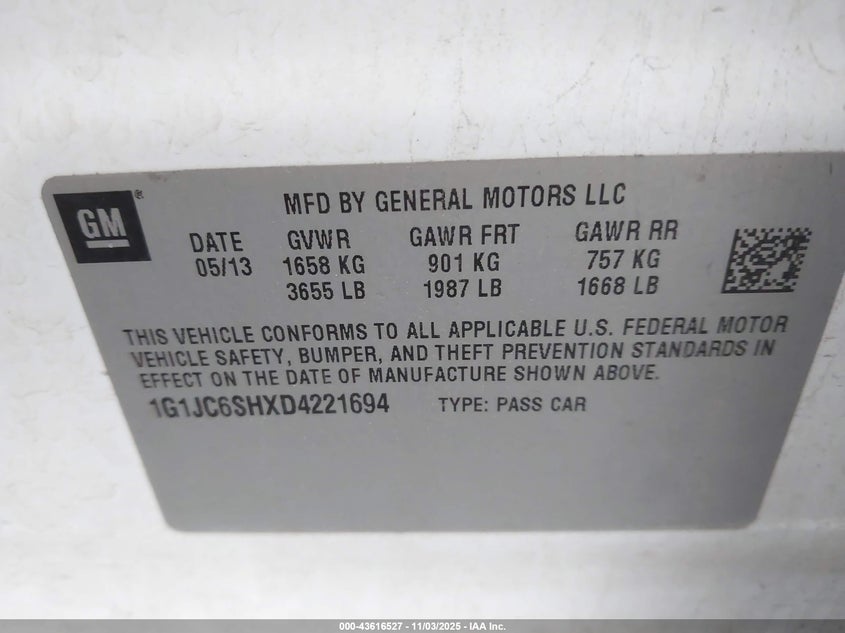 GM®
MFD BY GENERAL MOTORS LLC
DATE GVWR GAWR FRT GAWR RR
05/13 1658 KG 901 KG 757 KG
3655 LB 1987 LB 1668 LB
THIS VEHICLE CONFORMS TO ALL APPLICABLE U.S. FEDERAL MOTOR
VEHICLE SAFETY, BUMPER, AND THEFT PREVENTION STANDARDS IN
EFFECT ON THE DATE OF MANUFACTURE SHOWN ABOVE.
1G1JC6SHXD4221694 TYPE: PASS CAR
000-43616527 - 11/03/2025 - IAA Inc.